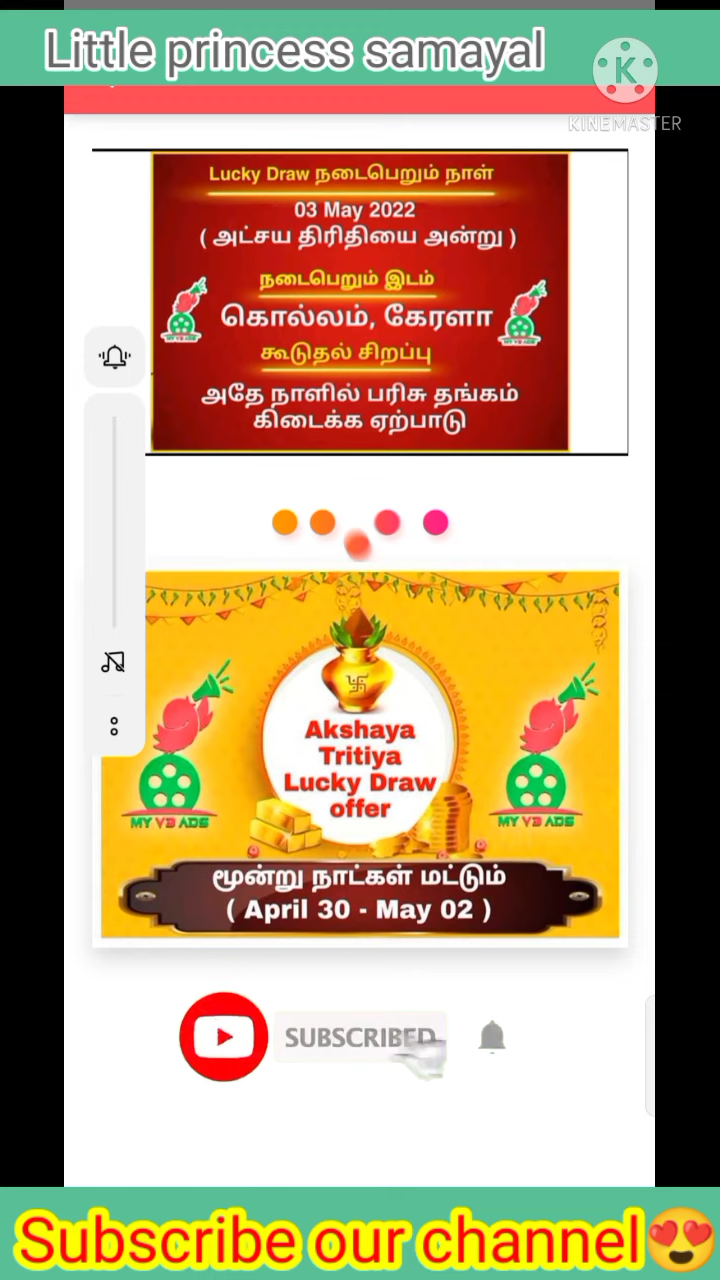 Little princess samayal
K
KINEMASTER
Lucky Draw நடைபெறும் நாள்
03 May 2022
( அட்சய திரிதியை அன்று )
நடைபெறும் இடம்
கொல்லம், கேரளா
கூடுதல் சிறப்பு
MY V3 ADS
MY V3 ADS
அதே நாளில் பரிசு தங்கம்
கிடைக்க ஏற்பாடு
Akshaya
Tritiya
Lucky Draw
offer
MY V3 ADS
MY V3 ADS
மூன்று நாட்கள் மட்டும்
( April 30 - May 02 )
SUBSCRIBED
Subscribe our channel😍